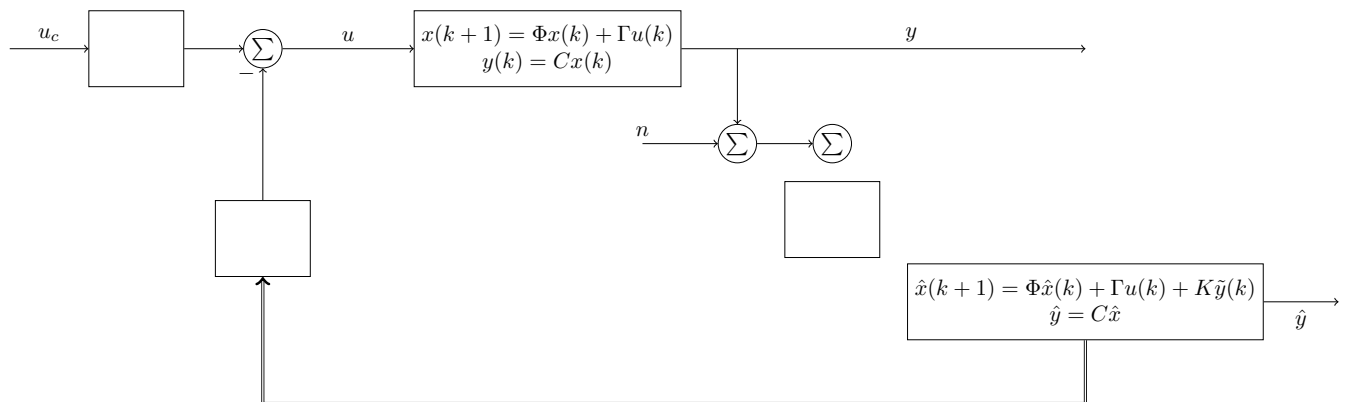 u_c
∑
−
u
x(k + 1) = Φx(k) + Γu(k)
y(k) = Cx(k)
y
n
∑
∑
x̂(k + 1) = Φx̂(k) + Γu(k) + Kỹ(k)
ŷ = Cx̂
ŷ